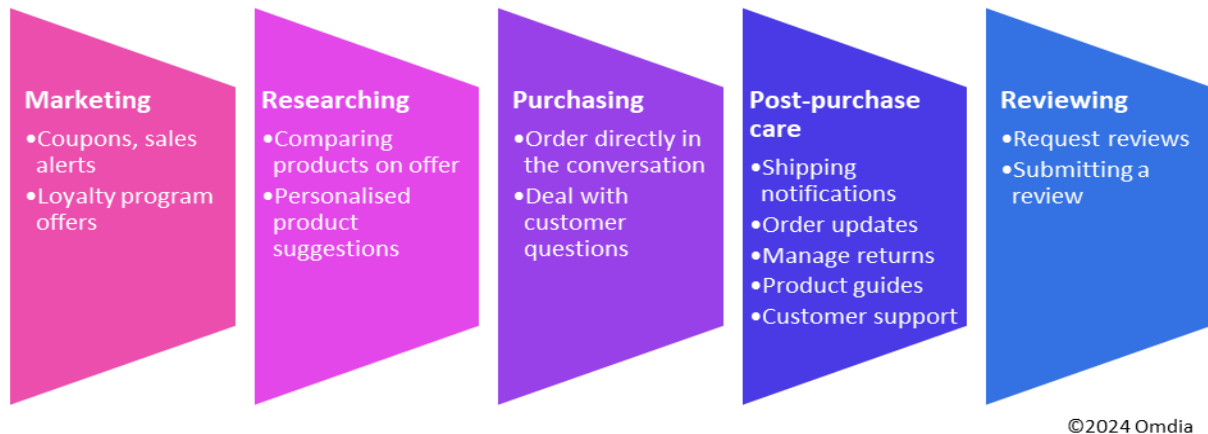 Marketing
•Coupons, sales
alerts
•Loyalty program
offers
Researching
•Comparing
products on offer
•Personalised
product
suggestions
Purchasing
•Order directly in
the conversation
•Deal with
customer
questions
Post-purchase
care
•Shipping
notifications
•Order updates
•Manage returns
•Product guides
•Customer support
Reviewing
•Request reviews
•Submitting a
review
©2024 Omdia